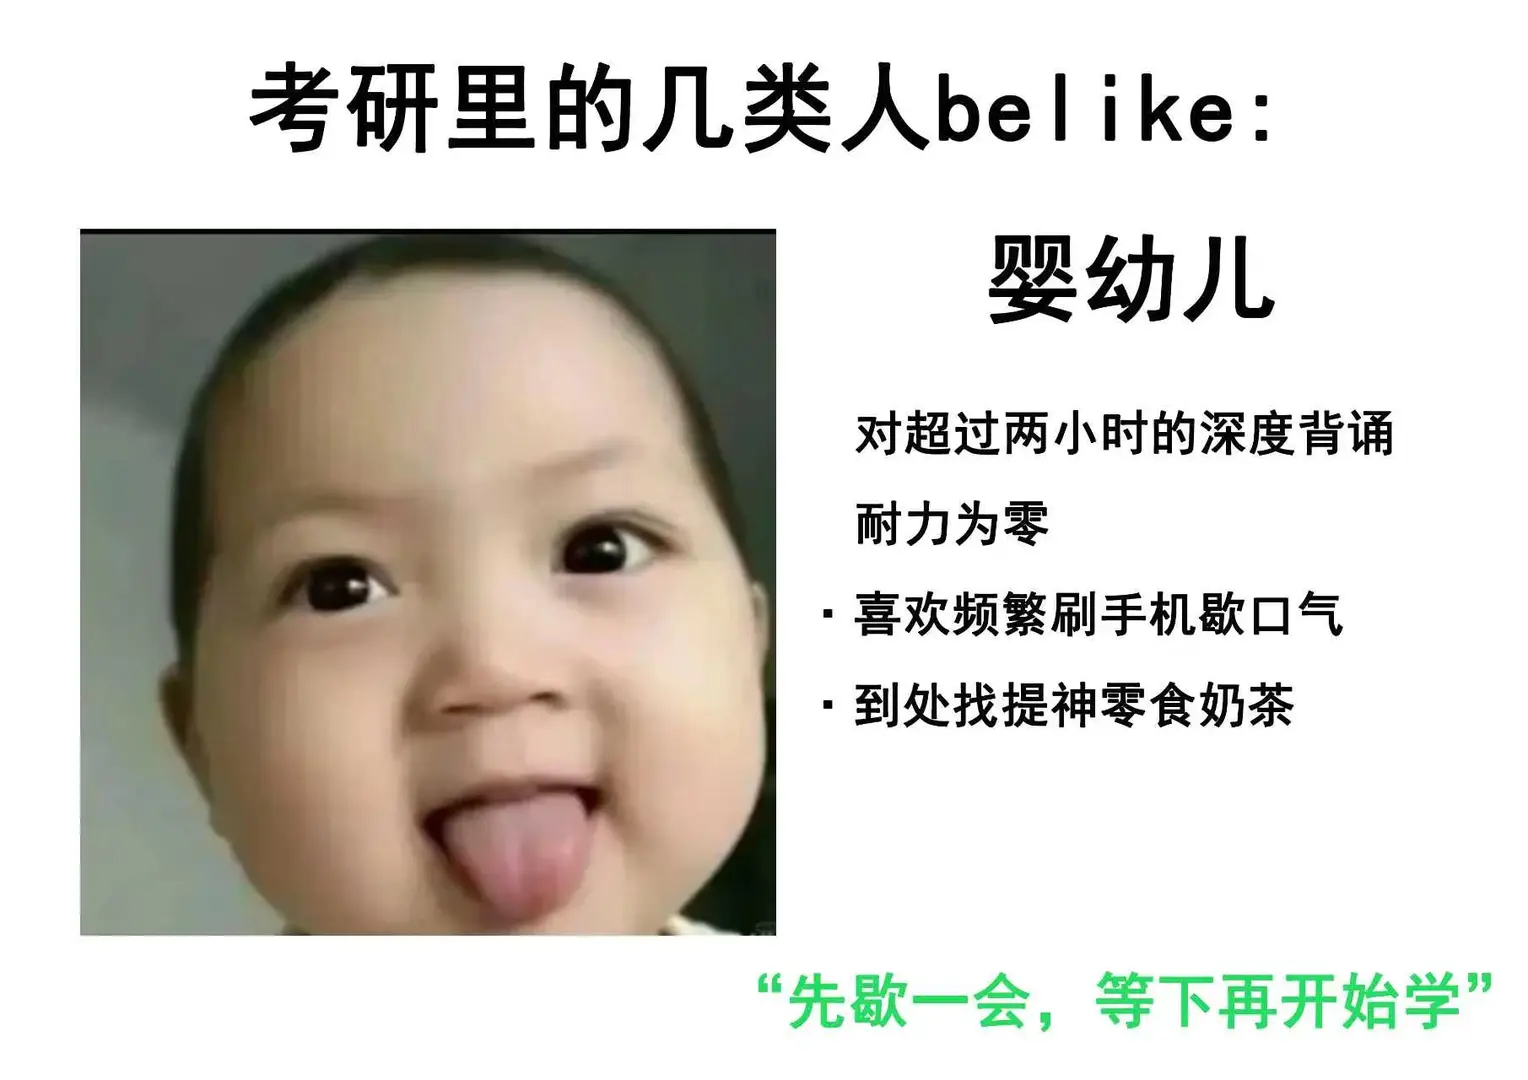 考研里的几类人belike:
婴幼儿
对超过两小时的深度背诵
耐力为零
·喜欢频繁刷手机歇口气
·到处找提神零食奶茶
“先歇一会，等下再开始学”